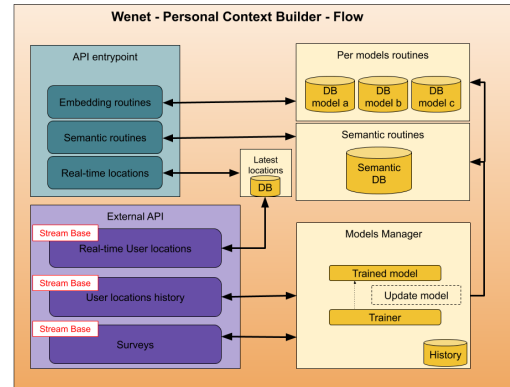 Wenet - Personal Context Builder - Flow
API entrypoint
Embedding routines
Semantic routines
Real-time locations
Per models routines
DB
model a
DB
model b
DB
model c
Semantic routines
Semantic
DB
Latest
locations
DB
External API
Stream Base
Real-time User locations
Stream Base
User locations history
Stream Base
Surveys
Models Manager
Trained model
Update model
Trainer
History